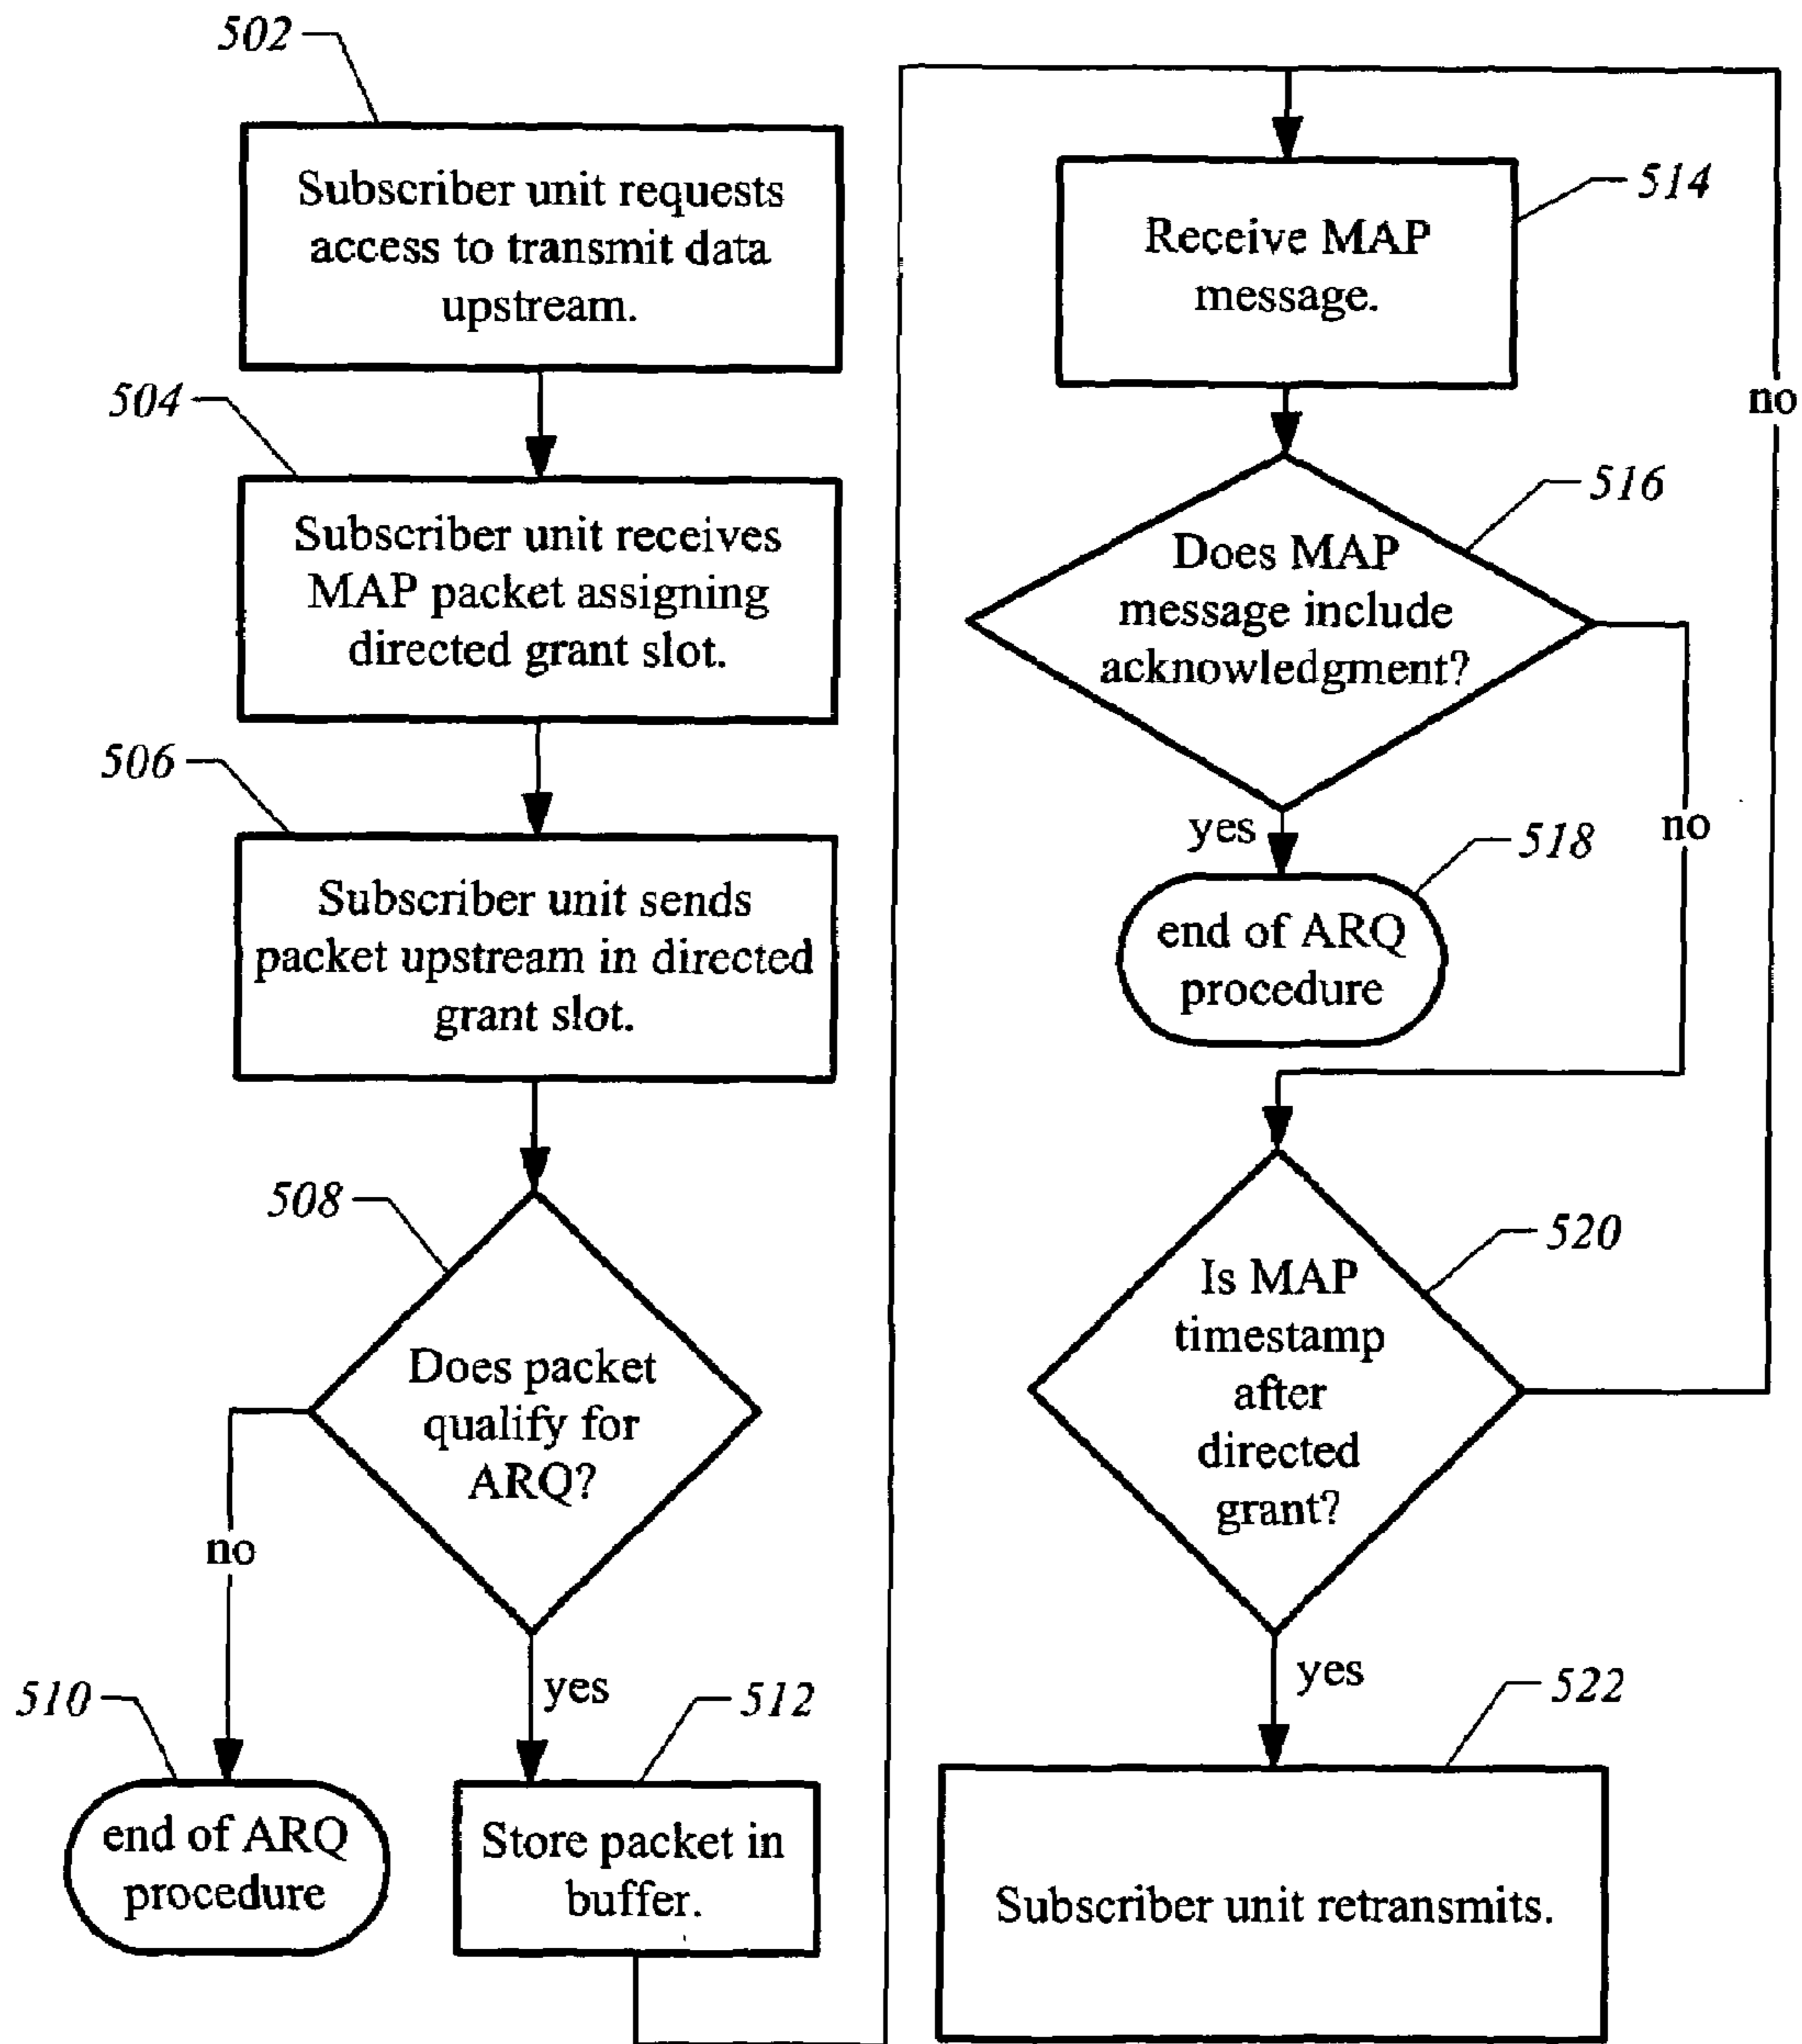 502
Subscriber unit requests
access to transmit data
upstream.
504
Subscriber unit receives
MAP packet assigning
directed grant slot.
506
Subscriber unit sends
packet upstream in directed
grant slot.
508
Does packet
qualify for
ARQ?
no
yes
510
end of ARQ
procedure
512
Store packet in
buffer.
514
Receive MAP
message.
no
516
Does MAP
message include
acknowledgment?
yes
no
518
end of ARQ
procedure
520
Is MAP
timestamp
after
directed
grant?
yes
522
Subscriber unit retransmits.